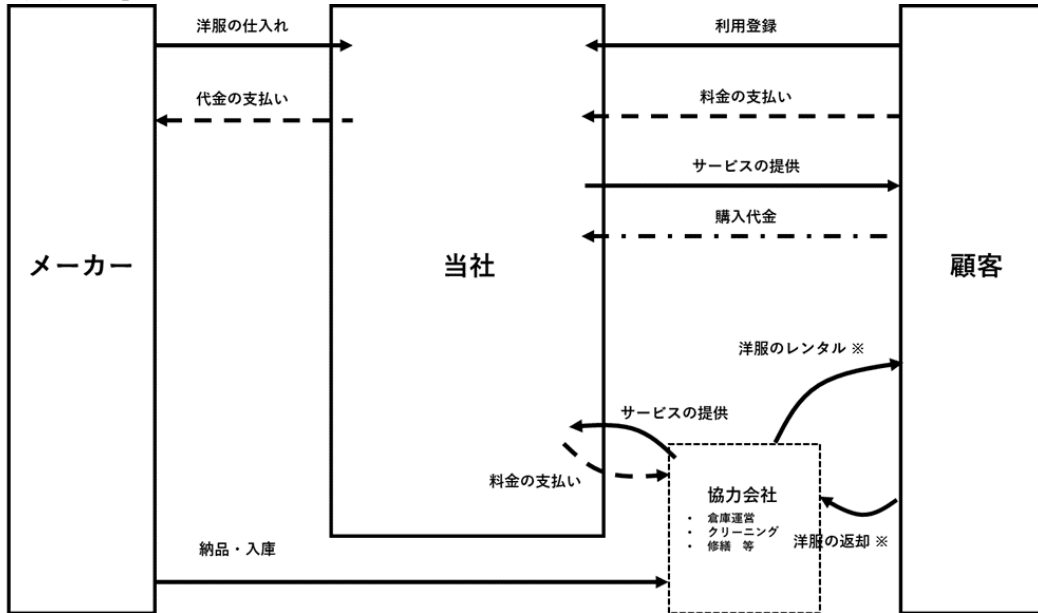 洋服の仕入れ
利用登録
代金の支払い
料金の支払い
サービスの提供
購入代金
メーカー
当社
顧客
洋服のレンタル ※
サービスの提供
料金の支払い
協力会社
・ 倉庫運営
・ クリーニング
・ 修繕 等
洋服の返却 ※
納品・入庫